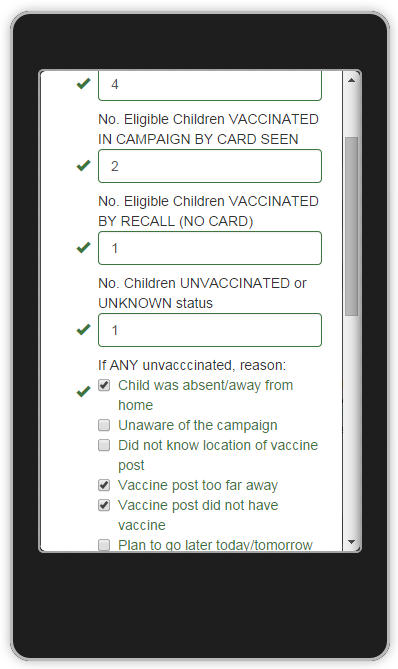 4
No. Eligible Children VACCINATED
IN CAMPAIGN BY CARD SEEN
2
No. Eligible Children VACCINATED
BY RECALL (NO CARD)
1
No. Children UNVACCINATED or
UNKNOWN status
1
If ANY unvacccinated, reason:
Child was absent/away from
home
Unaware of the campaign
Did not know location of vaccine
post
Vaccine post too far away
Vaccine post did not have
vaccine
Plan to go later today/tomorrow